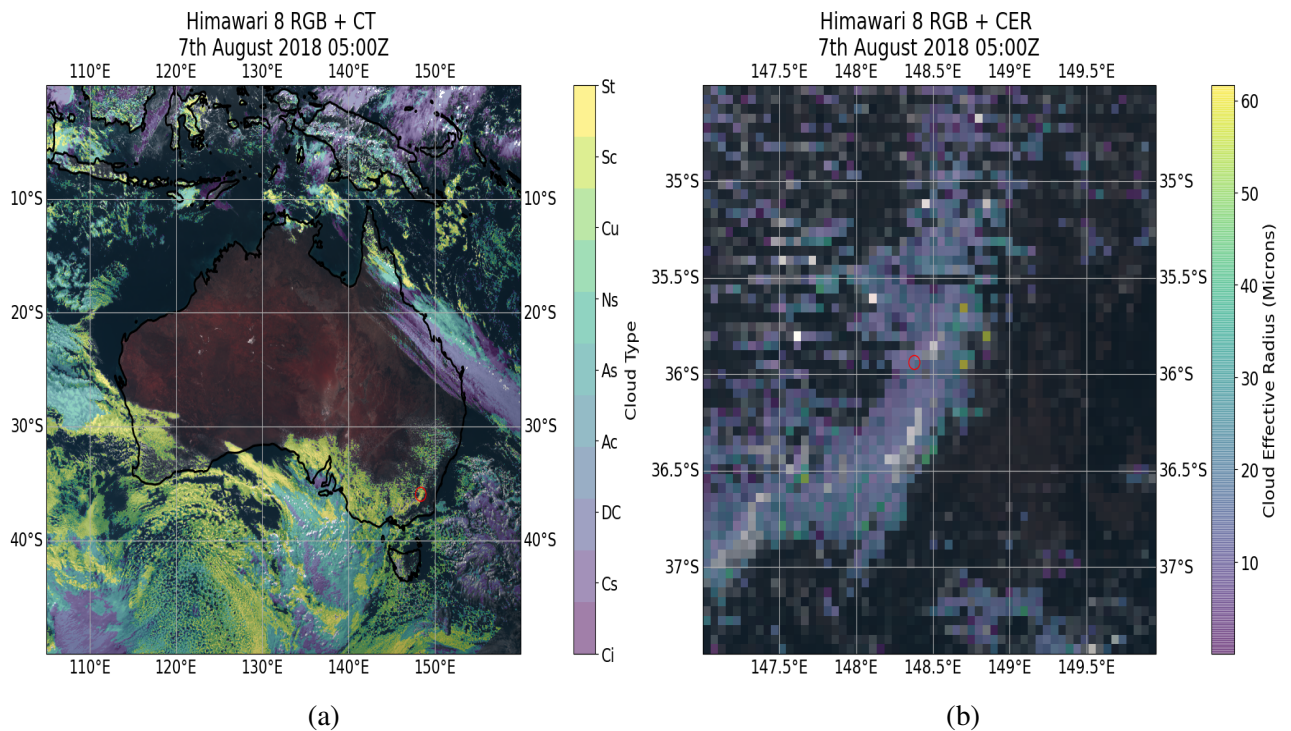 Himawari 8 RGB + CT
7th August 2018 05:00Z
110°E 120°E 130°E 140°E 150°E
10°S
20°S
30°S
40°S
10°S
20°S
30°S
40°S
110°E 120°E 130°E 140°E 150°E
St
Sc
Cu
Ns
As
Ac
DC
Cs
Ci
Cloud Type
(a)
Himawari 8 RGB + CER
7th August 2018 05:00Z
147.5°E 148°E 148.5°E 149°E 149.5°E
35°S
35.5°S
36°S
36.5°S
37°S
35°S
35.5°S
36°S
36.5°S
37°S
147.5°E 148°E 148.5°E 149°E 149.5°E
60
50
40
30
20
10
Cloud Effective Radius (Microns)
(b)